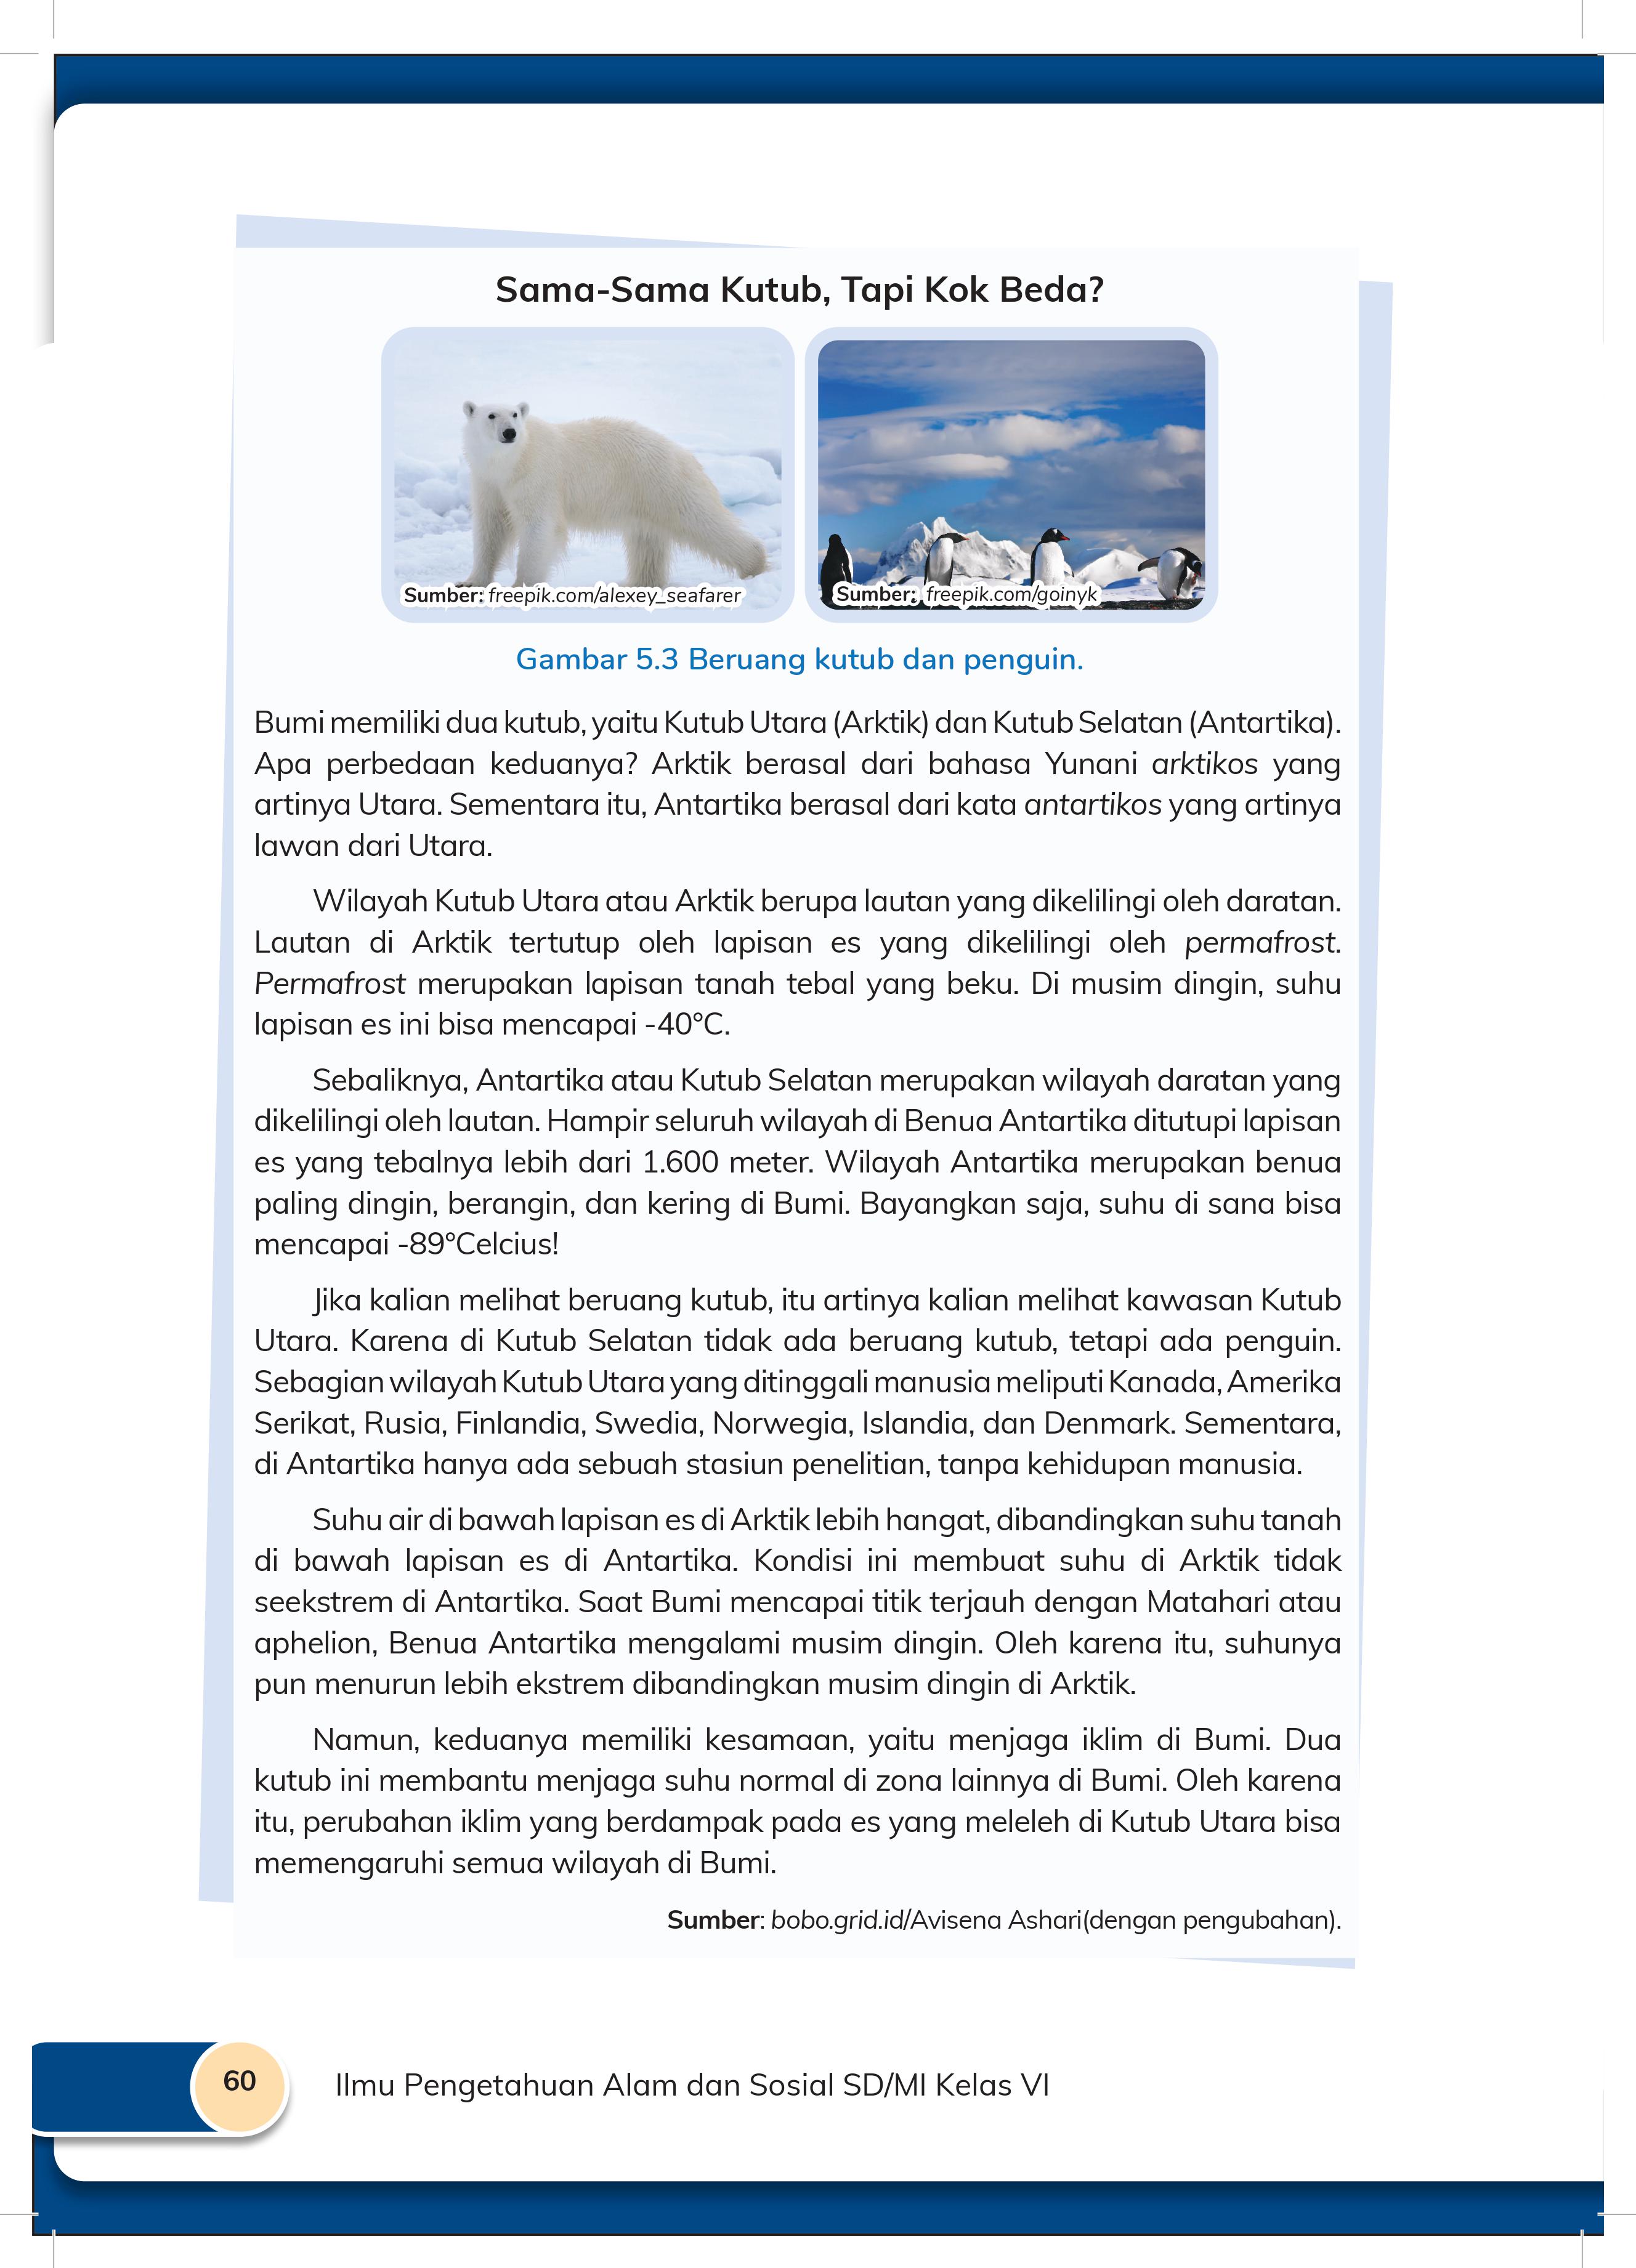 Sama-Sama Kutub, Tapi Kok Beda?
Sumber: freepik.com/alexey_seafarer
Sumber: freepik.com/goinyk
Gambar 5.3 Beruang kutub dan penguin.
Bumi memiliki dua kutub, yaitu Kutub Utara (Arktik) dan Kutub Selatan (Antartika).
Apa perbedaan keduanya? Arktik berasal dari bahasa Yunani arktikos yang
artinya Utara. Sementara itu, Antartika berasal dari kata antartikos yang artinya
lawan dari Utara.
Wilayah Kutub Utara atau Arktik berupa lautan yang dikelilingi oleh daratan.
Lautan di Arktik tertutup oleh lapisan es yang dikelilingi oleh permafrost.
Permafrost merupakan lapisan tanah tebal yang beku. Di musim dingin, suhu
lapisan es ini bisa mencapai -40°C.
Sebaliknya, Antartika atau Kutub Selatan merupakan wilayah daratan yang
dikelilingi oleh lautan. Hampir seluruh wilayah di Benua Antartika ditutupi lapisan
es yang tebalnya lebih dari 1.600 meter. Wilayah Antartika merupakan benua
paling dingin, berangin, dan kering di Bumi. Bayangkan saja, suhu di sana bisa
mencapai -89°Celcius!
Jika kalian melihat beruang kutub, itu artinya kalian melihat kawasan Kutub
Utara. Karena di Kutub Selatan tidak ada beruang kutub, tetapi ada penguin.
Sebagian wilayah Kutub Utara yang ditinggali manusia meliputi Kanada, Amerika
Serikat, Rusia, Finlandia, Swedia, Norwegia, Islandia, dan Denmark. Sementara,
di Antartika hanya ada sebuah stasiun penelitian, tanpa kehidupan manusia.
Suhu air di bawah lapisan es di Arktik lebih hangat, dibandingkan suhu tanah
di bawah lapisan es di Antartika. Kondisi ini membuat suhu di Arktik tidak
seekstrem di Antartika. Saat Bumi mencapai titik terjauh dengan Matahari atau
aphelion, Benua Antartika mengalami musim dingin. Oleh karena itu, suhunya
pun menurun lebih ekstrem dibandingkan musim dingin di Arktik.
Namun, keduanya memiliki kesamaan, yaitu menjaga iklim di Bumi. Dua
kutub ini membantu menjaga suhu normal di zona lainnya di Bumi. Oleh karena
itu, perubahan iklim yang berdampak pada es yang meleleh di Kutub Utara bisa
memengaruhi semua wilayah di Bumi.
Sumber: bobo.grid.id/Avisena Ashari(dengan pengubahan).
60
Ilmu Pengetahuan Alam dan Sosial SD/MI Kelas VI